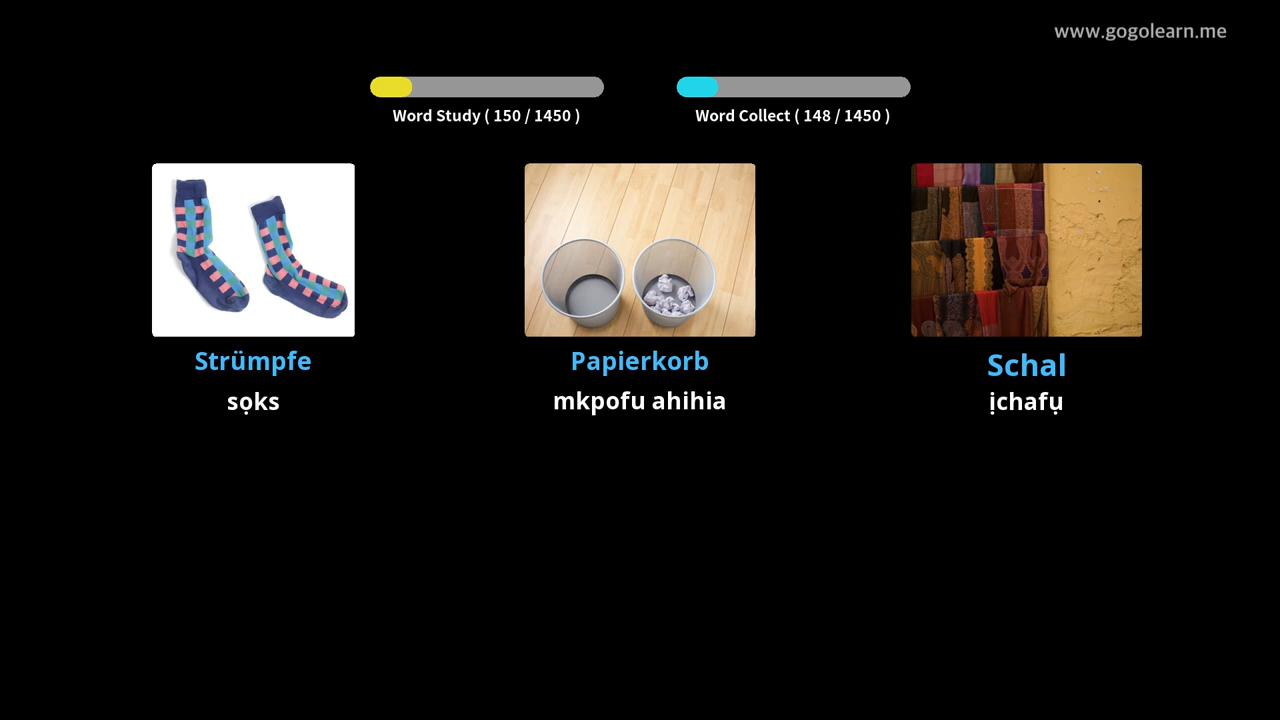 www.gogolearn.me
Word Study ( 150 / 1450 )
Word Collect ( 148 / 1450 )
Strümpfe
sọks
Papierkorb
mkpofu ahihia
Schal
ịchafụ